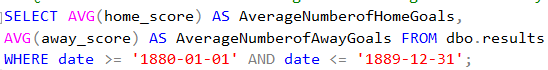 SELECT AVG(home_score) AS AverageNumberofHomeGoals,
AVG(away_score) AS AverageNumberofAwayGoals FROM dbo.results
WHERE date >= '1880-01-01' AND date <= '1889-12-31';